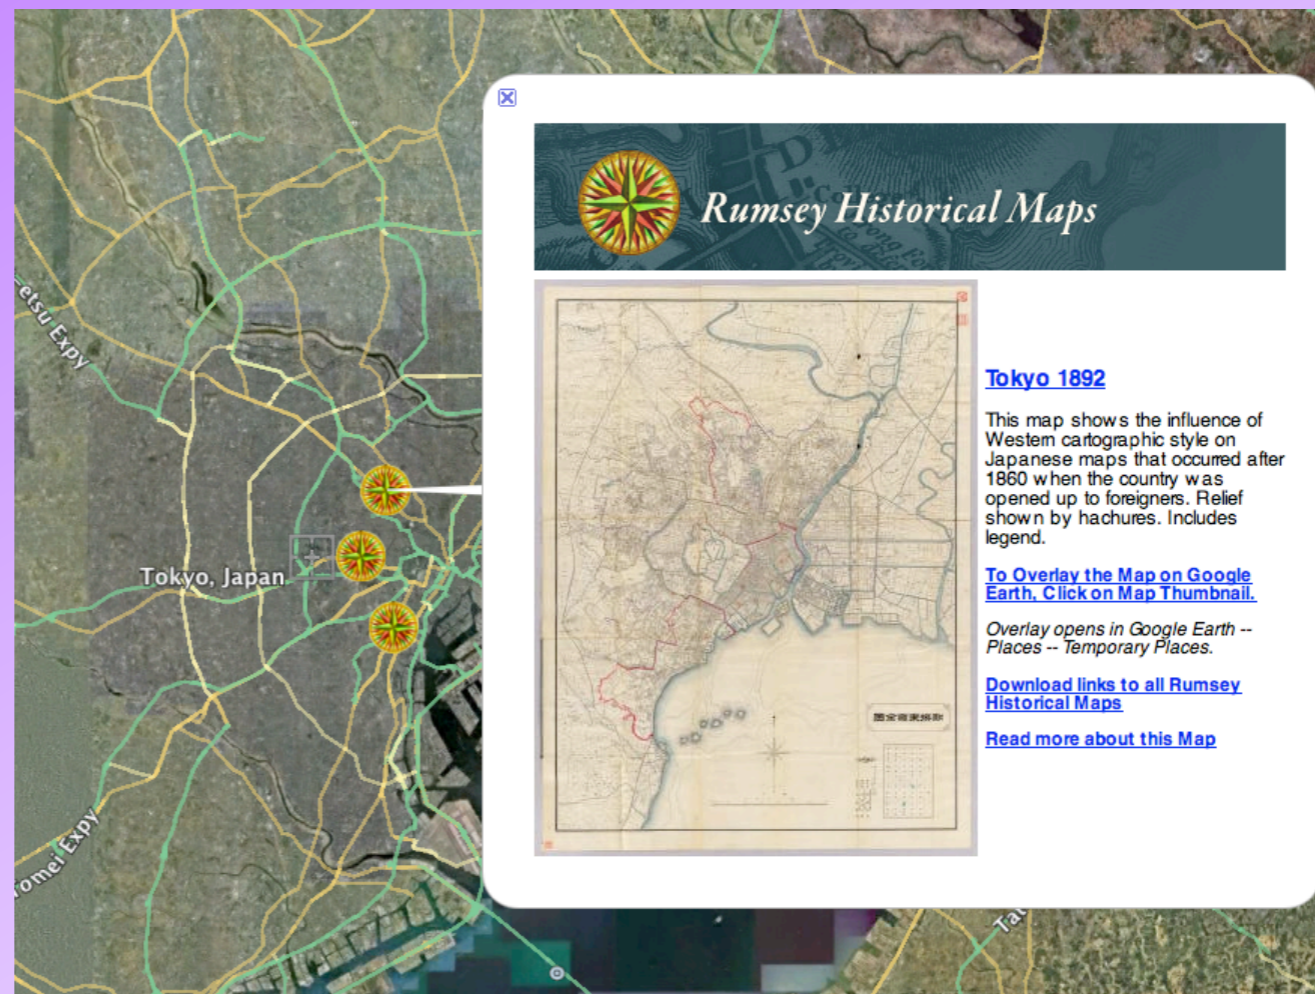 etsu Expy
Tokyo, Japan
Tomei Expy
Rumsey Historical Maps
Tokyo 1892
This map shows the influence of
Western cartographic style on
Japanese maps that occurred after
1860 when the country was
opened up to foreigners. Relief
shown by hachures. Includes
legend.
To Overlay the Map on Google
Earth, Click on Map Thumbnail.
Overlay opens in Google Earth --
Places -- Temporary Places.
Download links to all Rumsey
Historical Maps
Read more about this Map